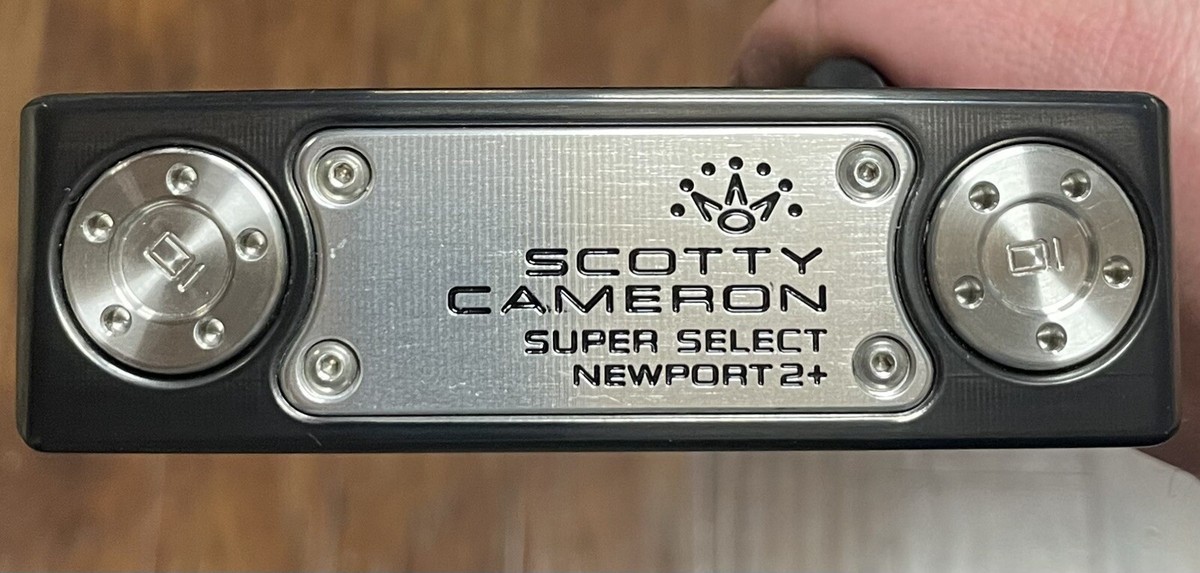 SCOTTY
CAMERON
SUPER SELECT
NEWPORT 2+